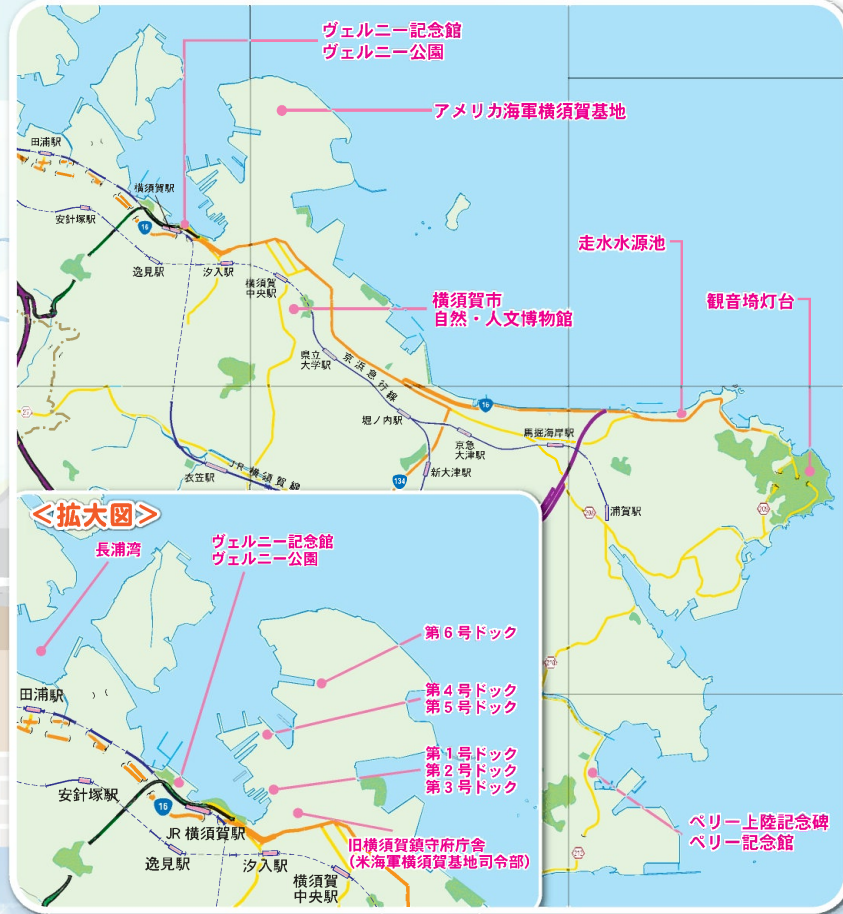 ヴェルニー記念館
ヴェルニー公園
アメリカ海軍横須賀基地
田浦駅
横須賀駅
安針塚駅
16
逸見駅
汐入駅
横須賀
中央駅
走水水源池
観音埼灯台
横須賀市
自然・人文博物館
県立
大学駅
京浜急行線
16
堀ノ内駅
京急
大津駅
馬堀海岸駅
新大津駅
134
衣笠駅
JR横須賀線
浦賀駅
209
<拡大図>
長浦湾
ヴェルニー記念館
ヴェルニー公園
第6号ドック
第4号ドック
第5号ドック
第1号ドック
第2号ドック
第3号ドック
田浦駅
安針塚駅
16
JR横須賀駅
逸見駅
汐入駅
横須賀
中央駅
旧横須賀鎮守府庁舎
(米海軍横須賀基地司令部)
ペリー上陸記念碑
ペリー記念館